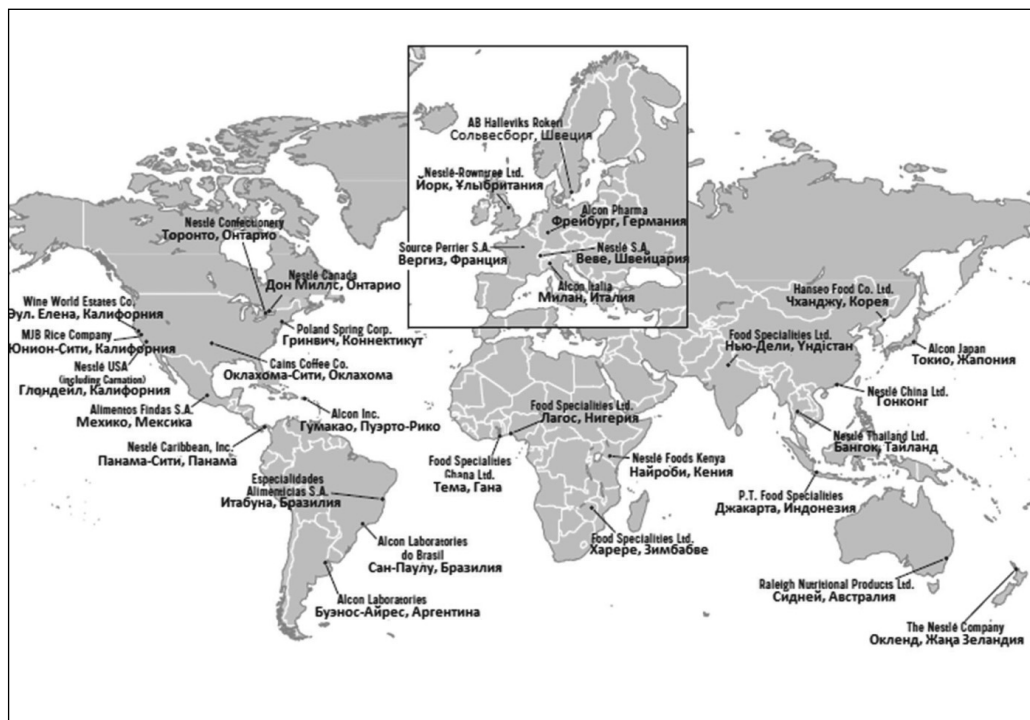 AB Halleviks Rokeri
Сольвесборг, Швеция
Nestlé-Rowntree Ltd.
Йорк, Ұлыбритания
Alcon Pharma
Фрейбург, Германия
Source Perrier S.A.
Вергиз, Франция
Nestlé S.A.
Веве, Швейцария
Alcon Italia
Милан, Италия
Nestlé Confectionery
Торонто, Онтарио
Nestlé Canada
Дон Миллс, Онтарио
Wine World Estates Co.
Эул. Елена, Калифорния
MJB Rice Company
Юнион-Сити, Калифорния
Nestlé USA
(including Carnation)
Глондейл, Калифорния
Poland Spring Corp.
Гринвич, Коннектикут
Cains Coffee Co.
Оклахома-Сити, Оклахома
Alimentos Findas S.A.
Мехико, Мексика
Alcon Inc.
Гумакао, Пуэрто-Рико
Nestlé Caribbean, Inc.
Панама-Сити, Панама
Especialidades
Alimenticias S.A.
Итабуна, Бразилия
Alcon Laboratories
do Brasil
Сан-Паулу, Бразилия
Alcon Laboratories
Буэнос-Айрес, Аргентина
Food Specialities Ltd.
Лагос, Нигерия
Food Specialities
Ghana Ltd.
Тема, Гана
Nestlé Foods Kenya
Найроби, Кения
Food Specialities Ltd.
Хареpе, Зимбабве
Hanseo Food Co. Ltd.
Чханджу, Корея
Food Specialities Ltd.
Нью-Дели, Үндістан
Alcon Japan
Токио, Жапония
Nestlé China Ltd.
Гонконг
Nestlé Thailand Ltd.
Бангок, Таиланд
P.T. Food Specialities
Джакарта, Индонезия
Raleigh Nutritional Products Ltd.
Сидней, Австралия
The Nestlé Company
Окленд, Жаңа Зеландия